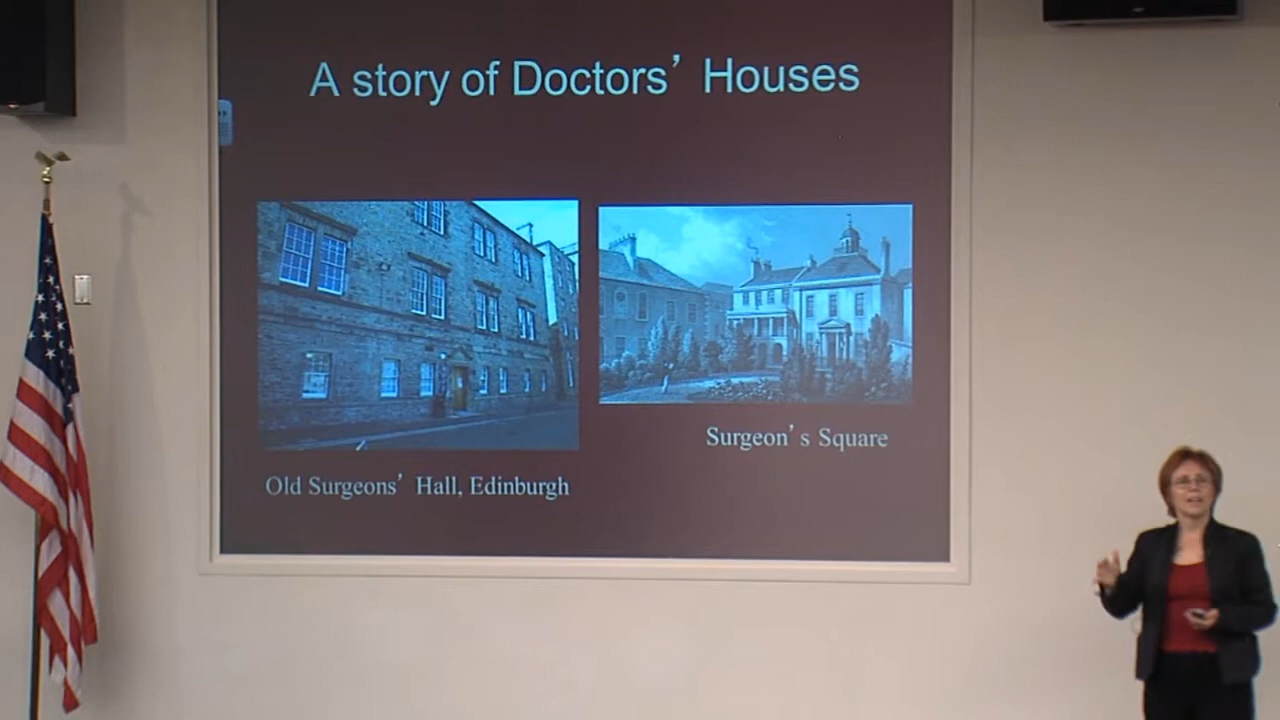 A story of Doctors’ Houses
Surgeon’s Square
Old Surgeons’ Hall, Edinburgh